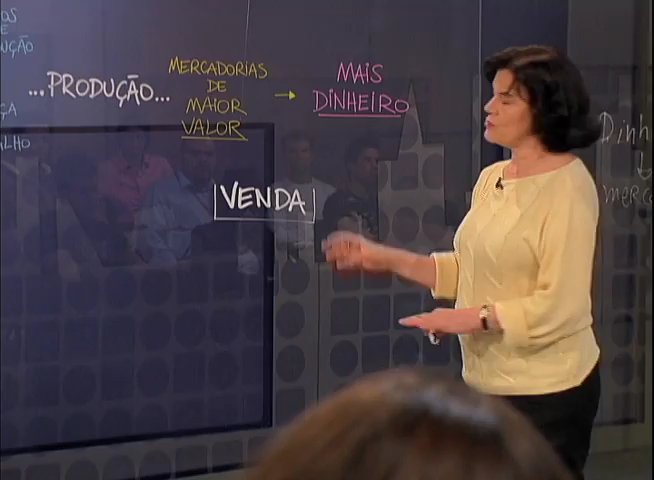 ...PRODUÇÃO...
MERCADORIAS
DE
MAIOR
VALOR
→
MAIS
DINHEIRO
VENDA